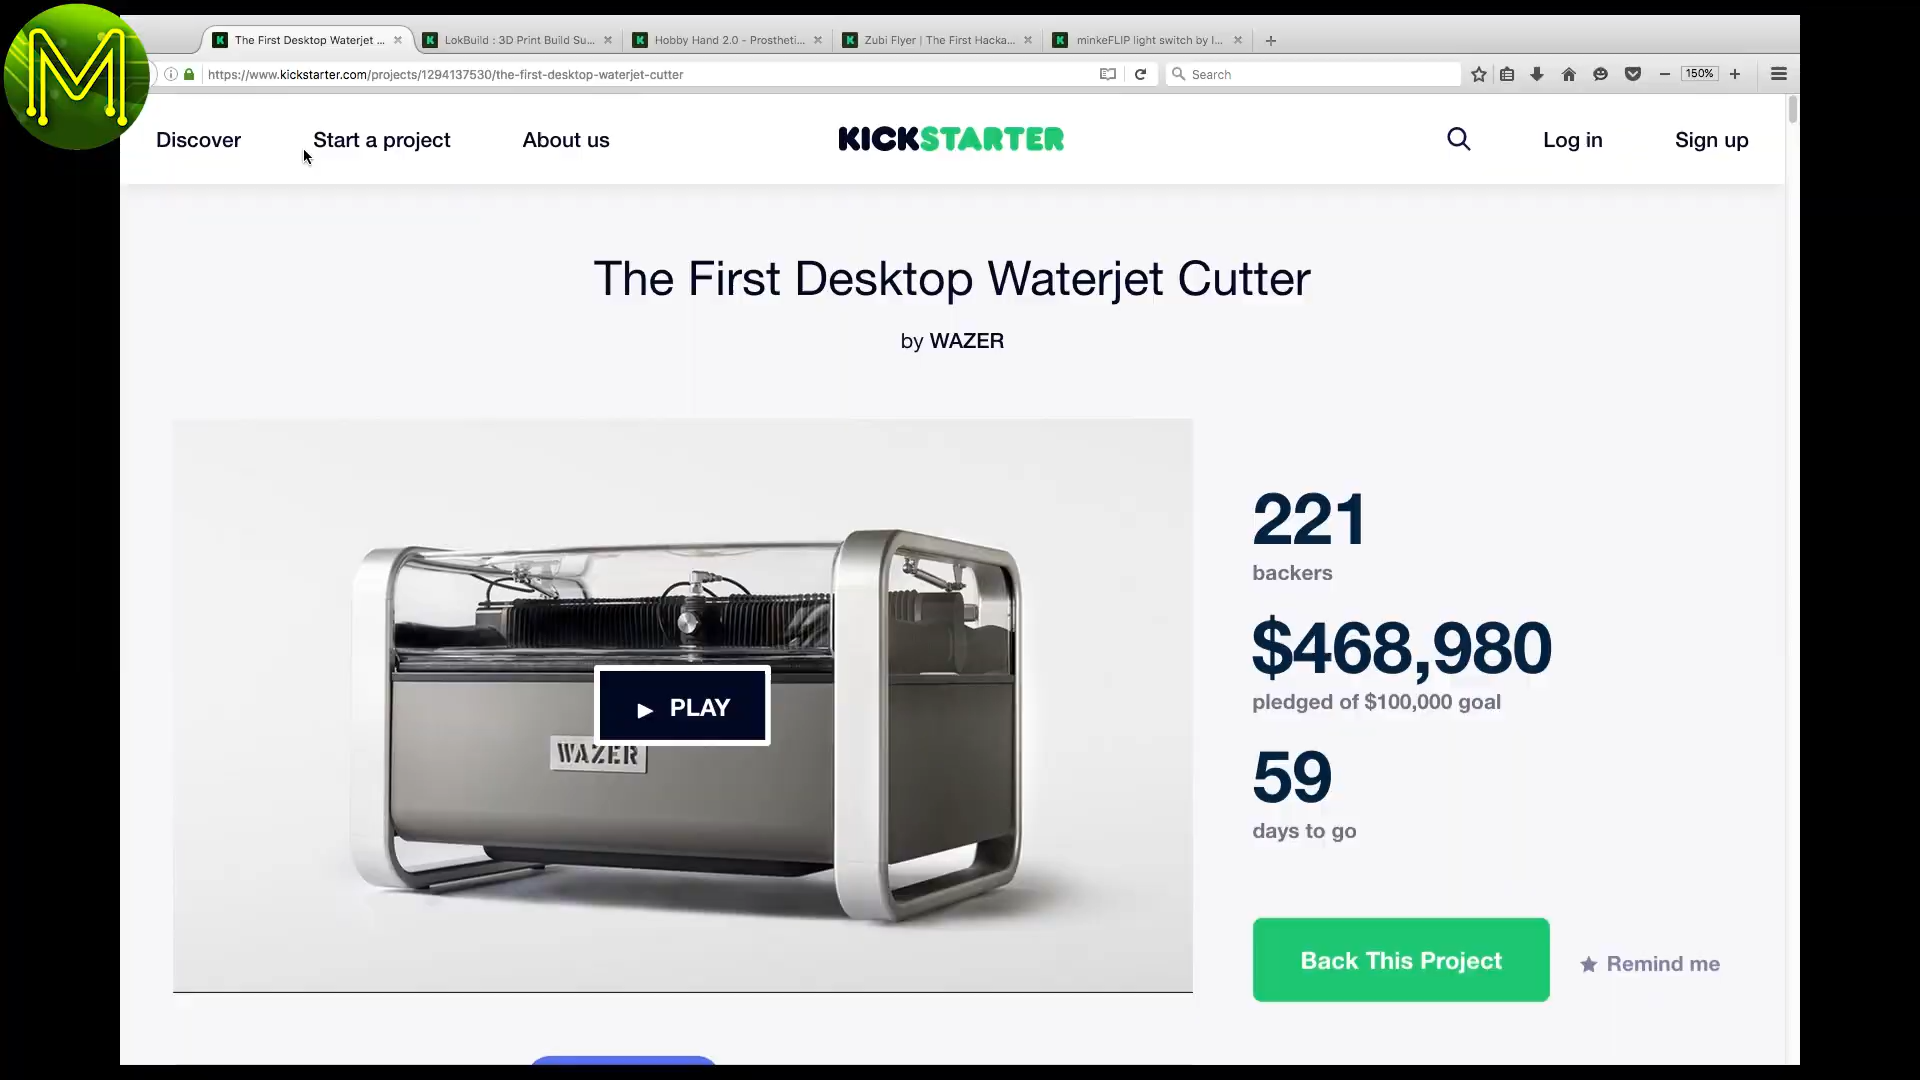 M
The First Desktop Waterjet ...
LokBuild : 3D Print Build Su...
Hobby Hand 2.0 - Prostheti...
Zubi Flyer | The First Hacka...
minkeFLIP light switch by I...
https://www.kickstarter.com/projects/1294137530/the-first-desktop-waterjet-cutter
Search
150%
Discover
Start a project
About us
KICKSTARTER
Log in
Sign up
The First Desktop Waterjet Cutter
by WAZER
PLAY
WAZER
221
backers
$468,980
pledged of $100,000 goal
59
days to go
Back This Project
Remind me